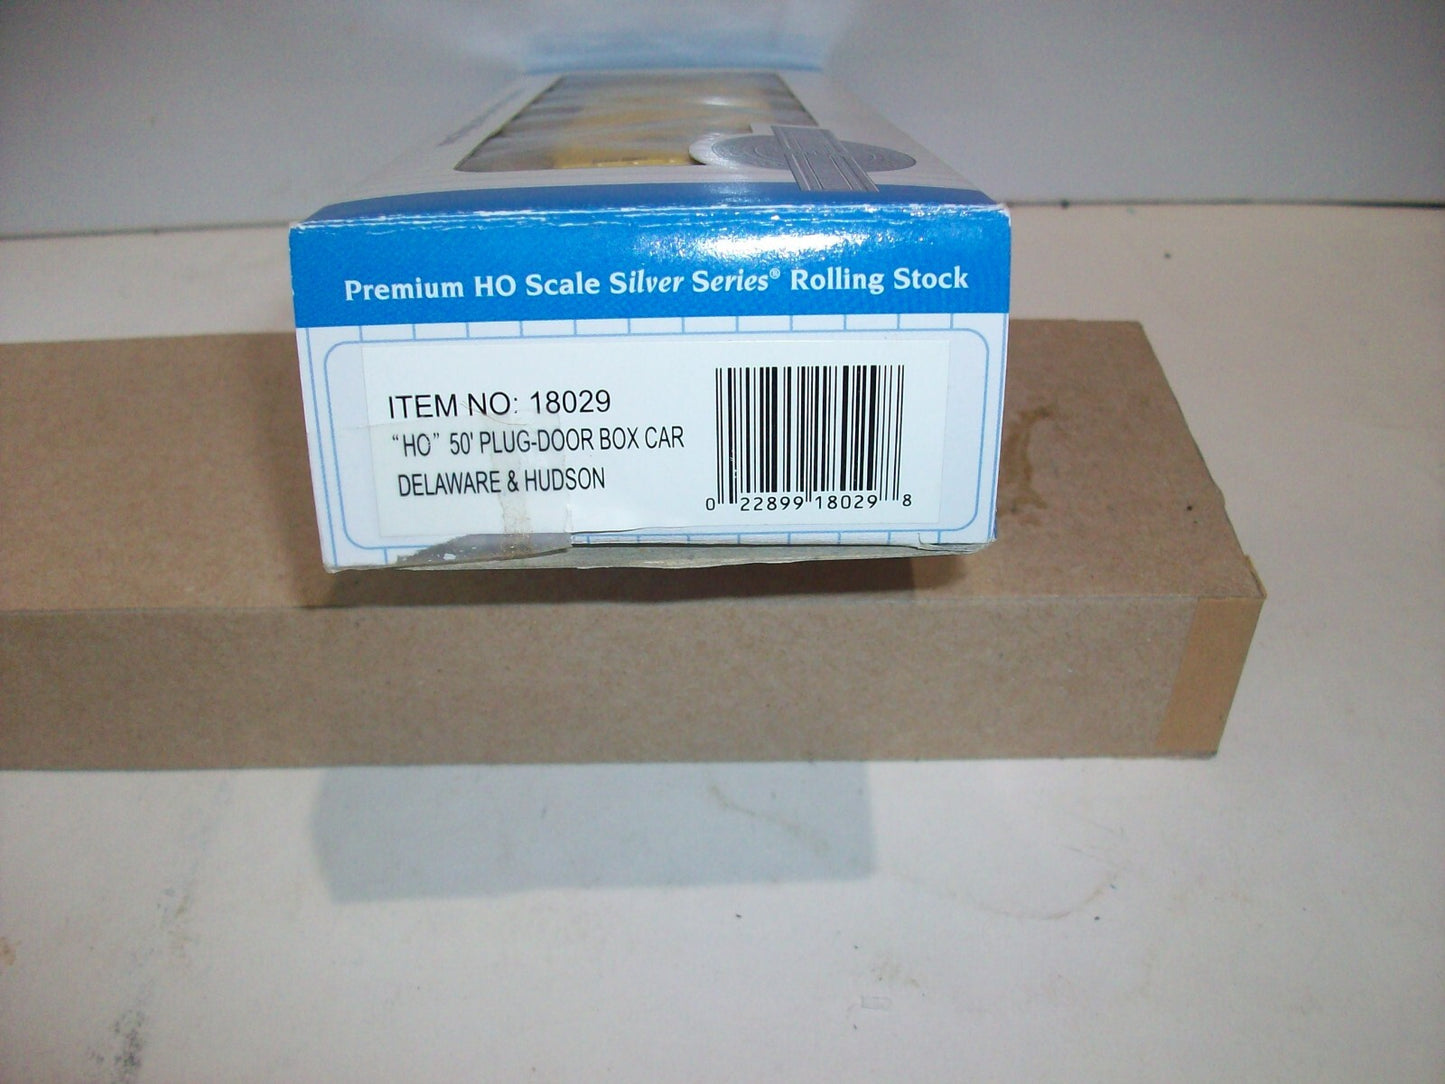 Premium HO Scale Silver Series® Rolling Stock
ITEM NO: 18029
"HO" 50' PLUG-DOOR BOX CAR
DELAWARE & HUDSON
0 22899 18029 8